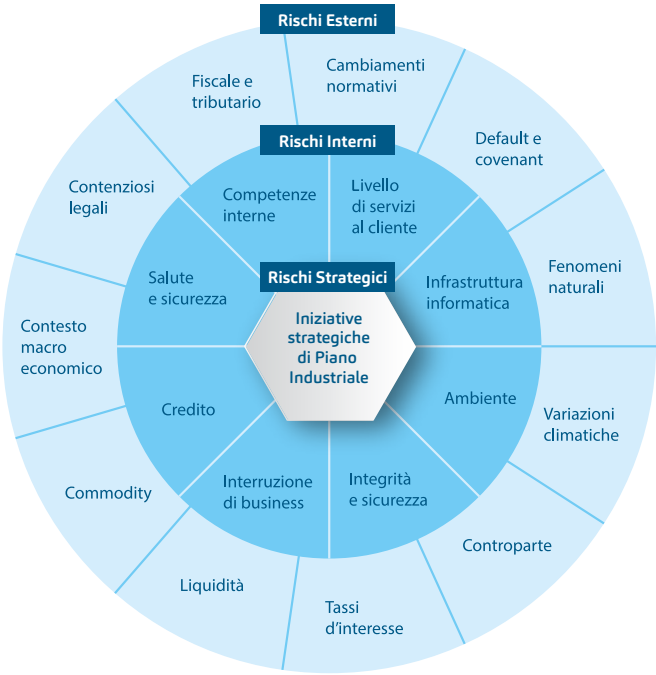 Rischi Esterni
Cambiamenti
normativi
Default e
covenant
Fenomeni
naturali
Variazioni
climatiche
Controparte
Tassi
d'interesse
Liquidità
Commodity
Contesto
macro
economico
Contenziosi
legali
Fiscale e
tributario
Rischi Interni
Livello
di servizi
al cliente
Infrastruttura
informatica
Ambiente
Integrità
e sicurezza
Interruzione
di business
Credito
Salute
e sicurezza
Competenze
interne
Rischi Strategici
Iniziative
strategiche
di Piano
Industriale